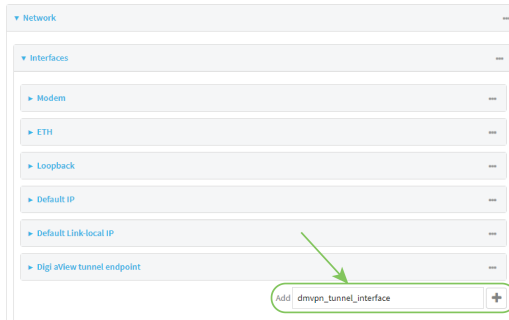 Network
Interfaces
Modem
ETH
Loopback
Default IP
Default Link-local IP
Digi aView tunnel endpoint
Add dmvpn_tunnel_interface